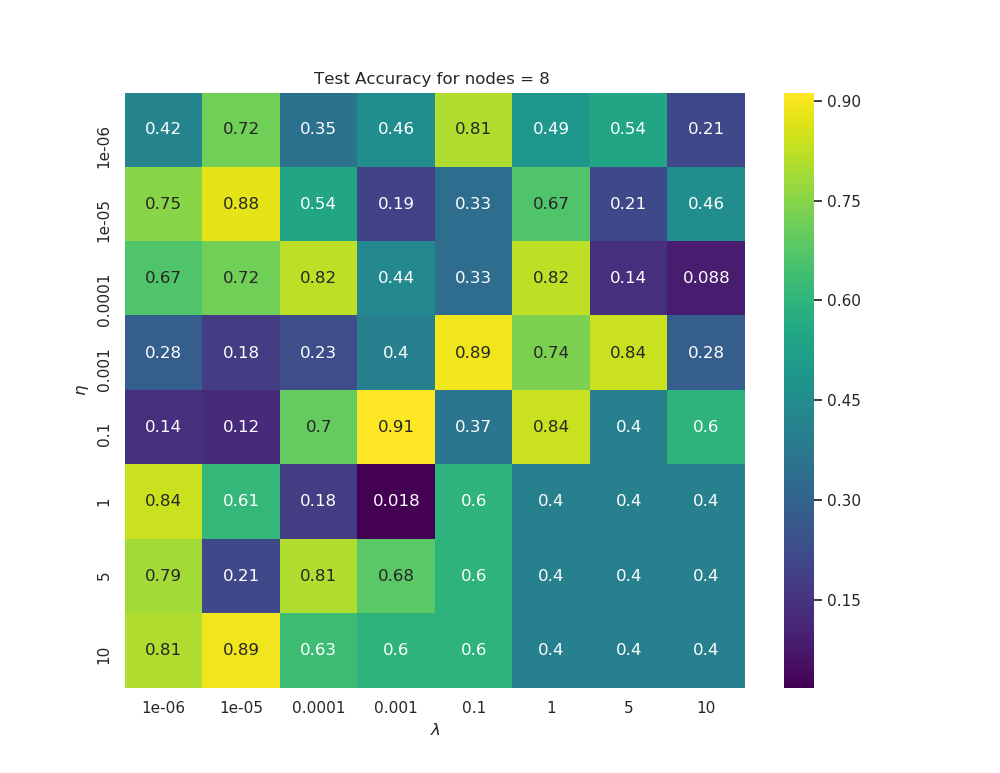 Test Accuracy for nodes = 8
1e-06 0.42 0.72 0.35 0.46 0.81 0.49 0.54 0.21
1e-05 0.75 0.88 0.54 0.19 0.33 0.67 0.21 0.46
0.0001 0.67 0.72 0.82 0.44 0.33 0.82 0.14 0.088
0.001 0.28 0.18 0.23 0.4 0.89 0.74 0.84 0.28
0.1 0.14 0.12 0.7 0.91 0.37 0.84 0.4 0.6
1 0.84 0.61 0.18 0.018 0.6 0.4 0.4 0.4
5 0.79 0.21 0.81 0.68 0.6 0.4 0.4 0.4
10 0.81 0.89 0.63 0.6 0.6 0.4 0.4 0.4
1e-06 1e-05 0.0001 0.001 0.1 1 5 10
λ
η
0.90
0.75
0.60
0.45
0.30
0.15